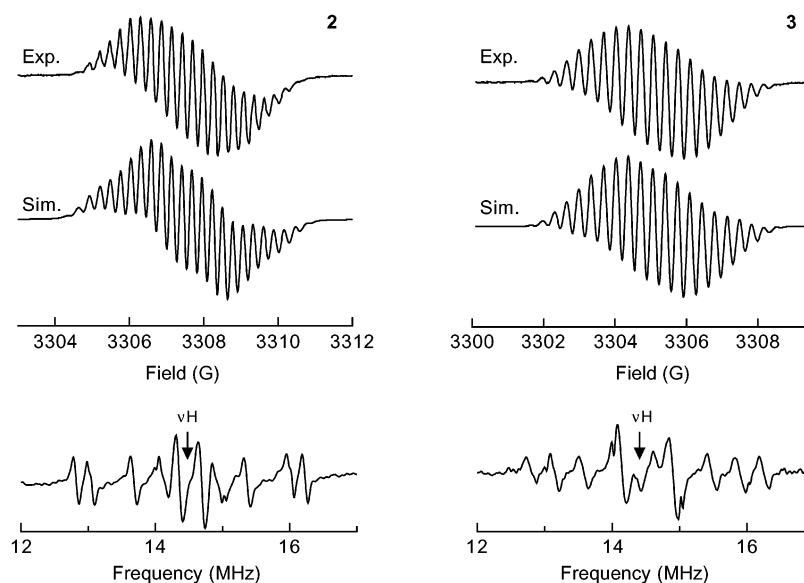 2
3
Exp.
Exp.
Sim.
Sim.
3304 3306 3308 3310 3312
3300 3302 3304 3306 3308
Field (G)
Field (G)
νH
νH
12 14 16
12 14 16
Frequency (MHz)
Frequency (MHz)